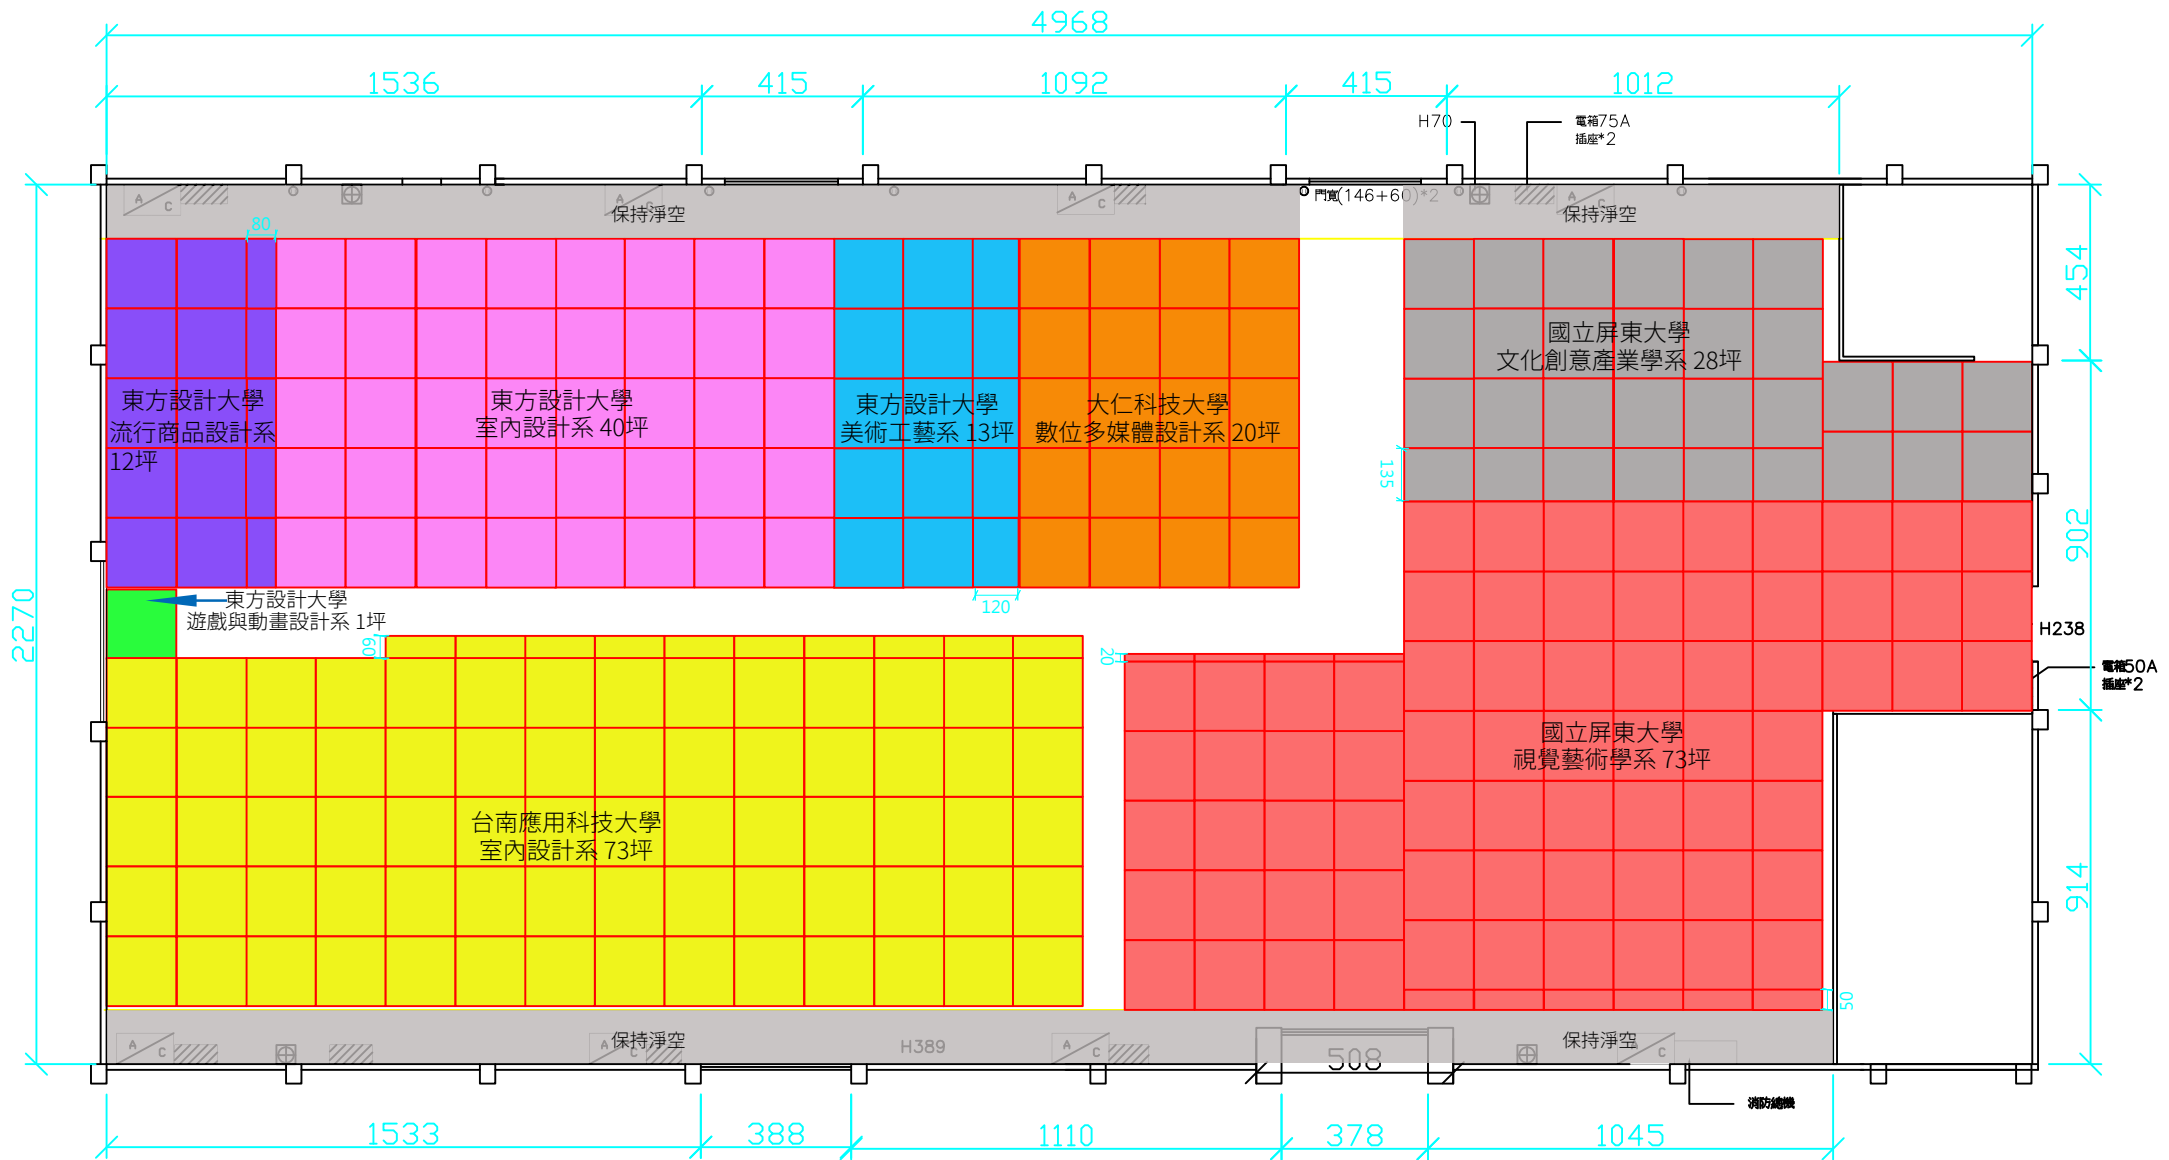 4968
1536
415
1092
415
1012
H70
電箱75A
插座*2
A
C
A
C
A
C
A
C
門寬(146+60)*2
保持淨空
保持淨空
80
454
國立屏東大學
文化創意產業學系 28坪
東方設計大學
流行商品設計系
12坪
東方設計大學
室內設計系 40坪
東方設計大學
美術工藝系 13坪
大仁科技大學
數位多媒體設計系 20坪
135
902
120
東方設計大學
遊戲與動畫設計系 1坪
22270
60
20
H238
電箱50A
插座*2
國立屏東大學
視覺藝術學系 73坪
台南應用科技大學
室內設計系 73坪
914
50
A
C
A
C
A
C
A
C
保持淨空
保持淨空
H389
508
消防總機
1533
388
1110
378
1045